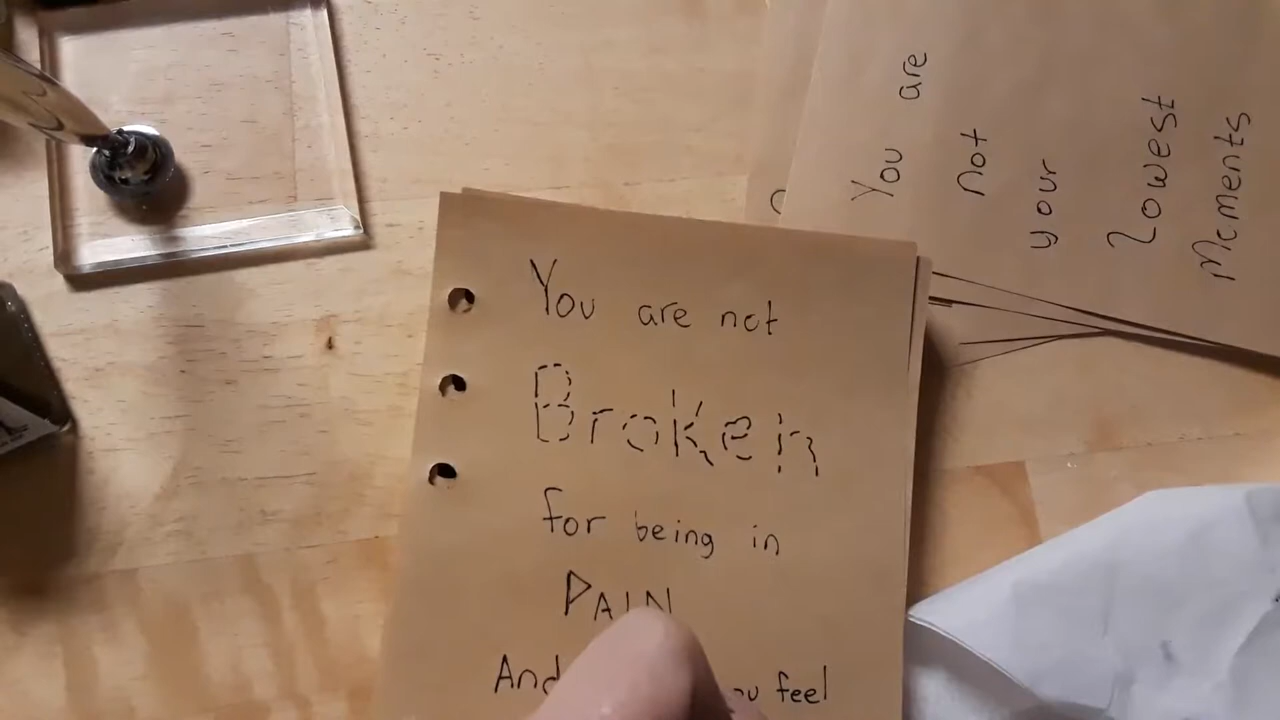 You are not
Broken
for being in
PAIN
And feel
You are
not
your
Lowest
Moments